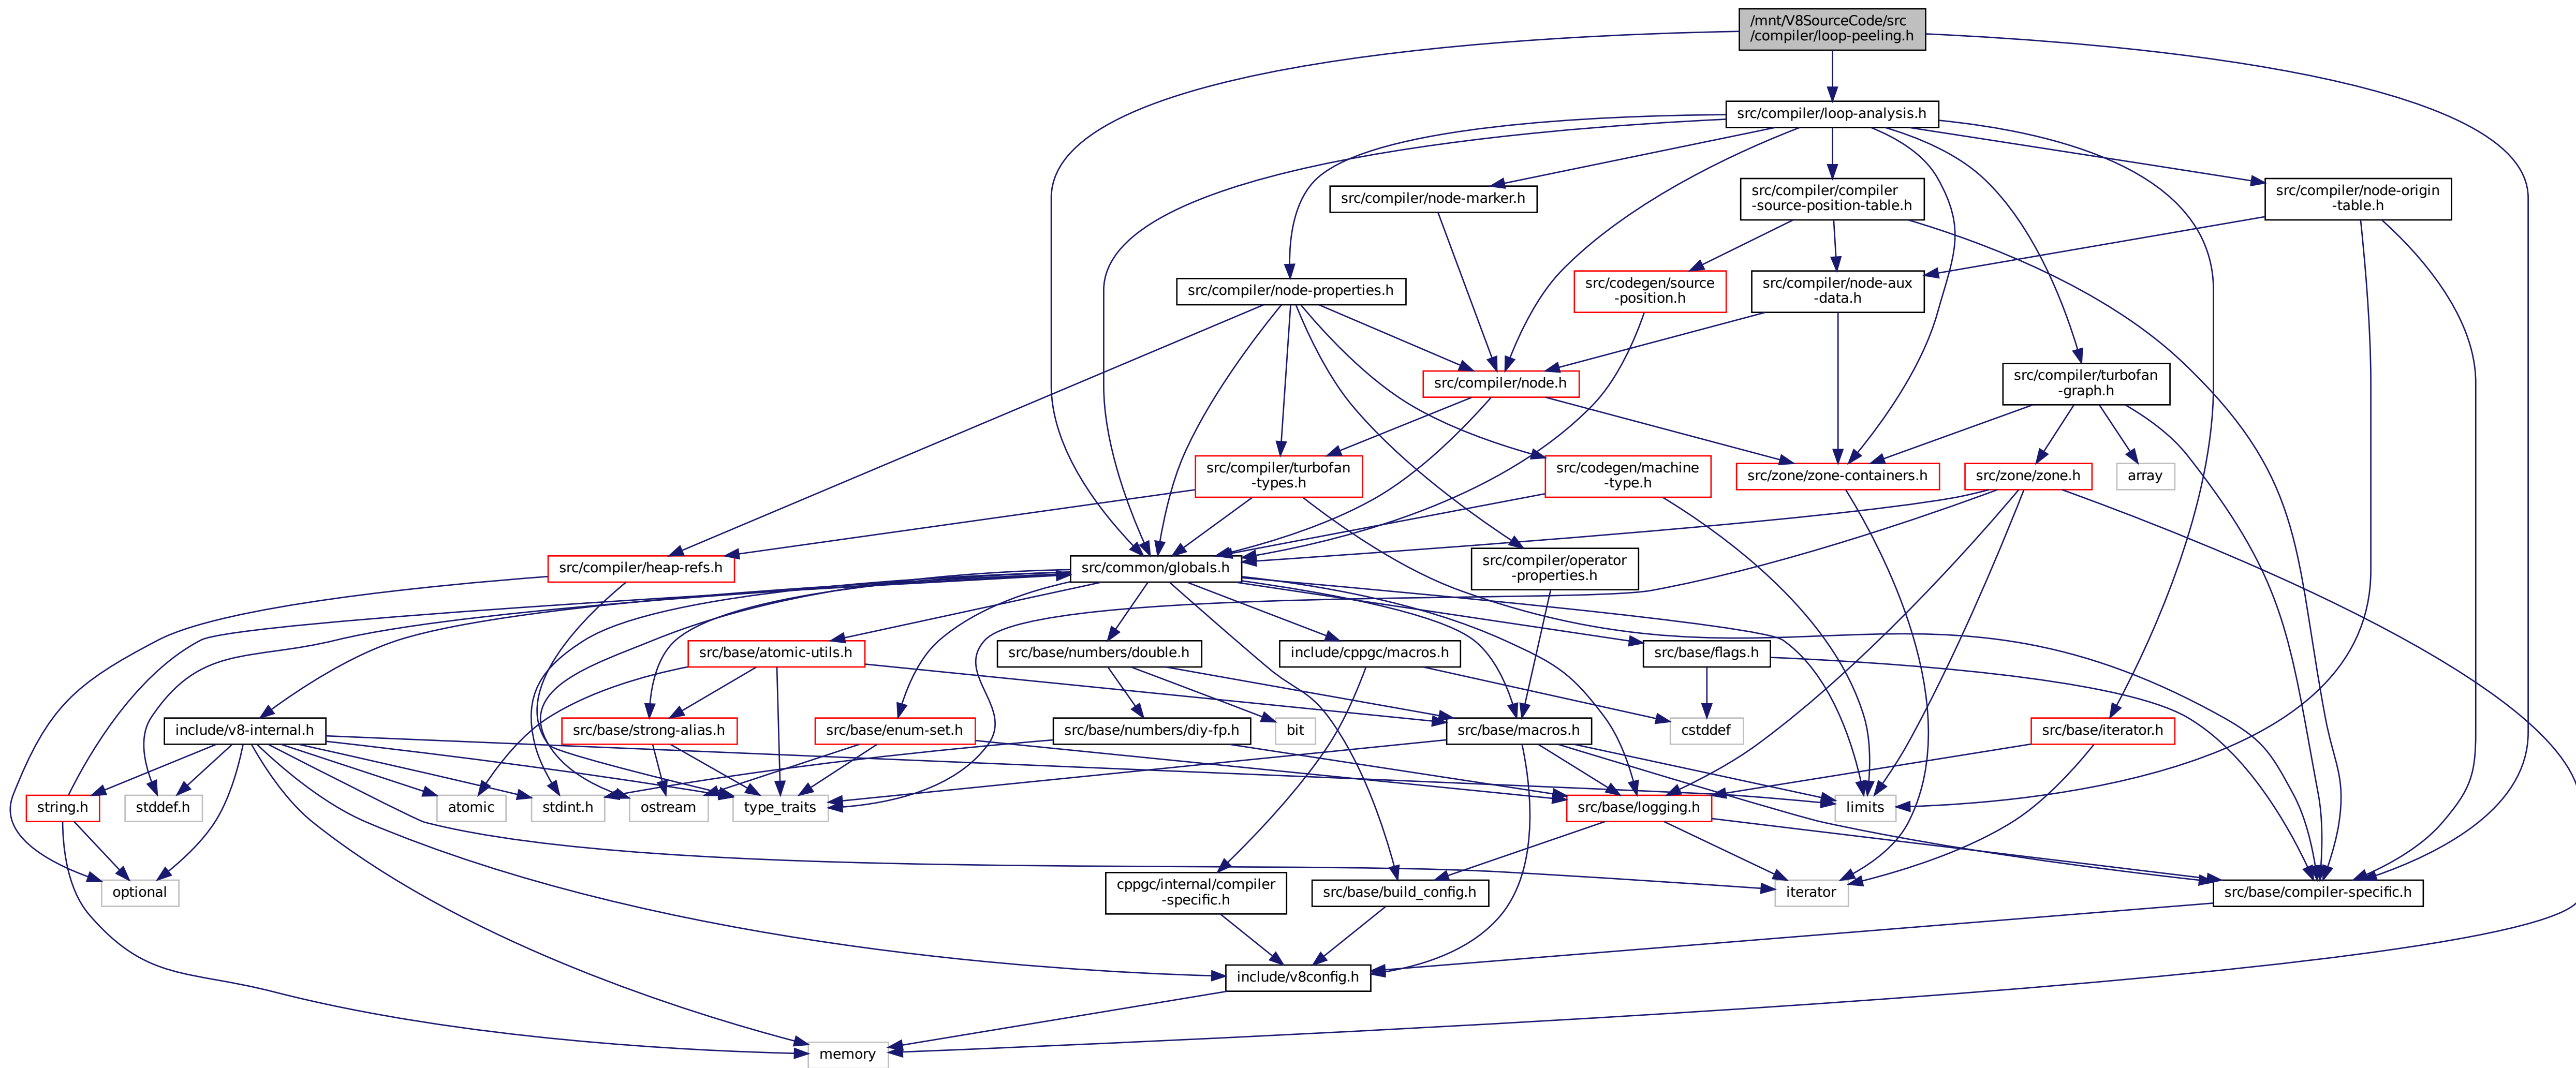 /mnt/V8SourceCode/src
/compiler/loop-peeling.h
src/compiler/loop-analysis.h
src/compiler/node-marker.h
src/compiler/compiler
-source-position-table.h
src/compiler/node-origin
-table.h
src/compiler/node-properties.h
src/codegen/source
-position.h
src/compiler/node-aux
-data.h
src/compiler/node.h
src/compiler/turbofan
-graph.h
src/compiler/turbofan
-types.h
src/codegen/machine
-type.h
src/zone/zone-containers.h
src/zone/zone.h
array
src/compiler/heap-refs.h
src/common/globals.h
src/compiler/operator
-properties.h
src/base/atomic-utils.h
src/base/numbers/double.h
include/cppgc/macros.h
src/base/flags.h
include/v8-internal.h
src/base/strong-alias.h
src/base/enum-set.h
src/base/numbers/diy-fp.h
bit
src/base/macros.h
cstddef
src/base/iterator.h
string.h
stddef.h
atomic
stdint.h
ostream
type_traits
src/base/logging.h
limits
optional
cppgc/internal/compiler
-specific.h
src/base/build_config.h
iterator
src/base/compiler-specific.h
include/v8config.h
memory